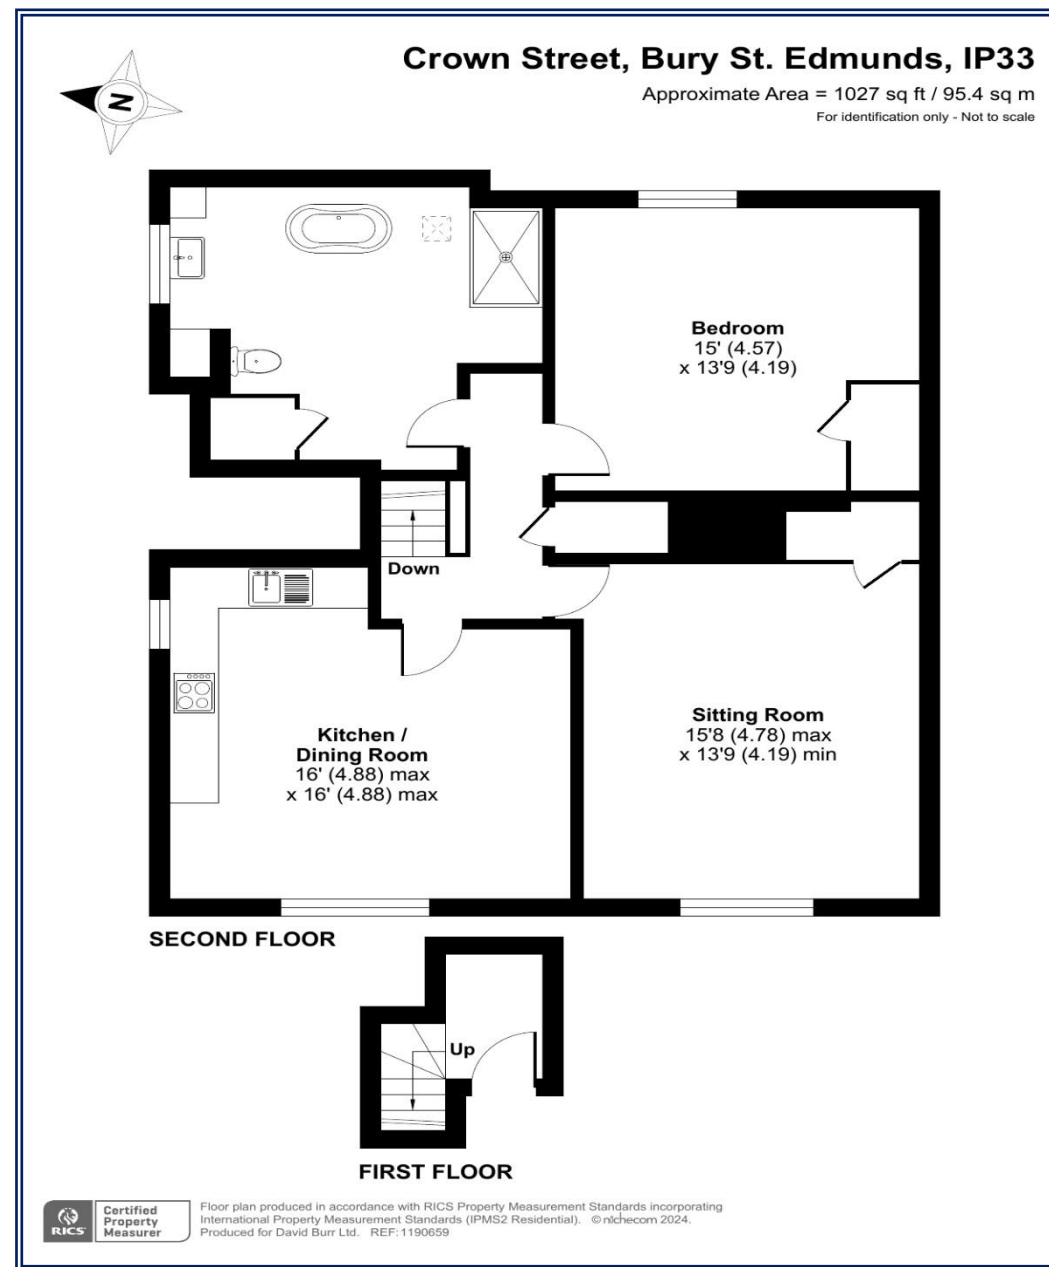 Crown Street, Bury St. Edmunds, IP33
Approximate Area = 1027 sq ft / 95.4 sq m
For identification only - Not to scale
N
Bedroom
15' (4.57)
x 13'9 (4.19)
Down
Sitting Room
15'8 (4.78) max
x 13'9 (4.19) min
Kitchen /
Dining Room
16' (4.88) max
x 16' (4.88) max
SECOND FLOOR
Up
FIRST FLOOR
RICS
Certified
Property
Measurer
Floor plan produced in accordance with RICS Property Measurement Standards incorporating
International Property Measurement Standards (IPMS2 Residential). © nichecom 2024.
Produced for David Burr Ltd. REF: 1190659